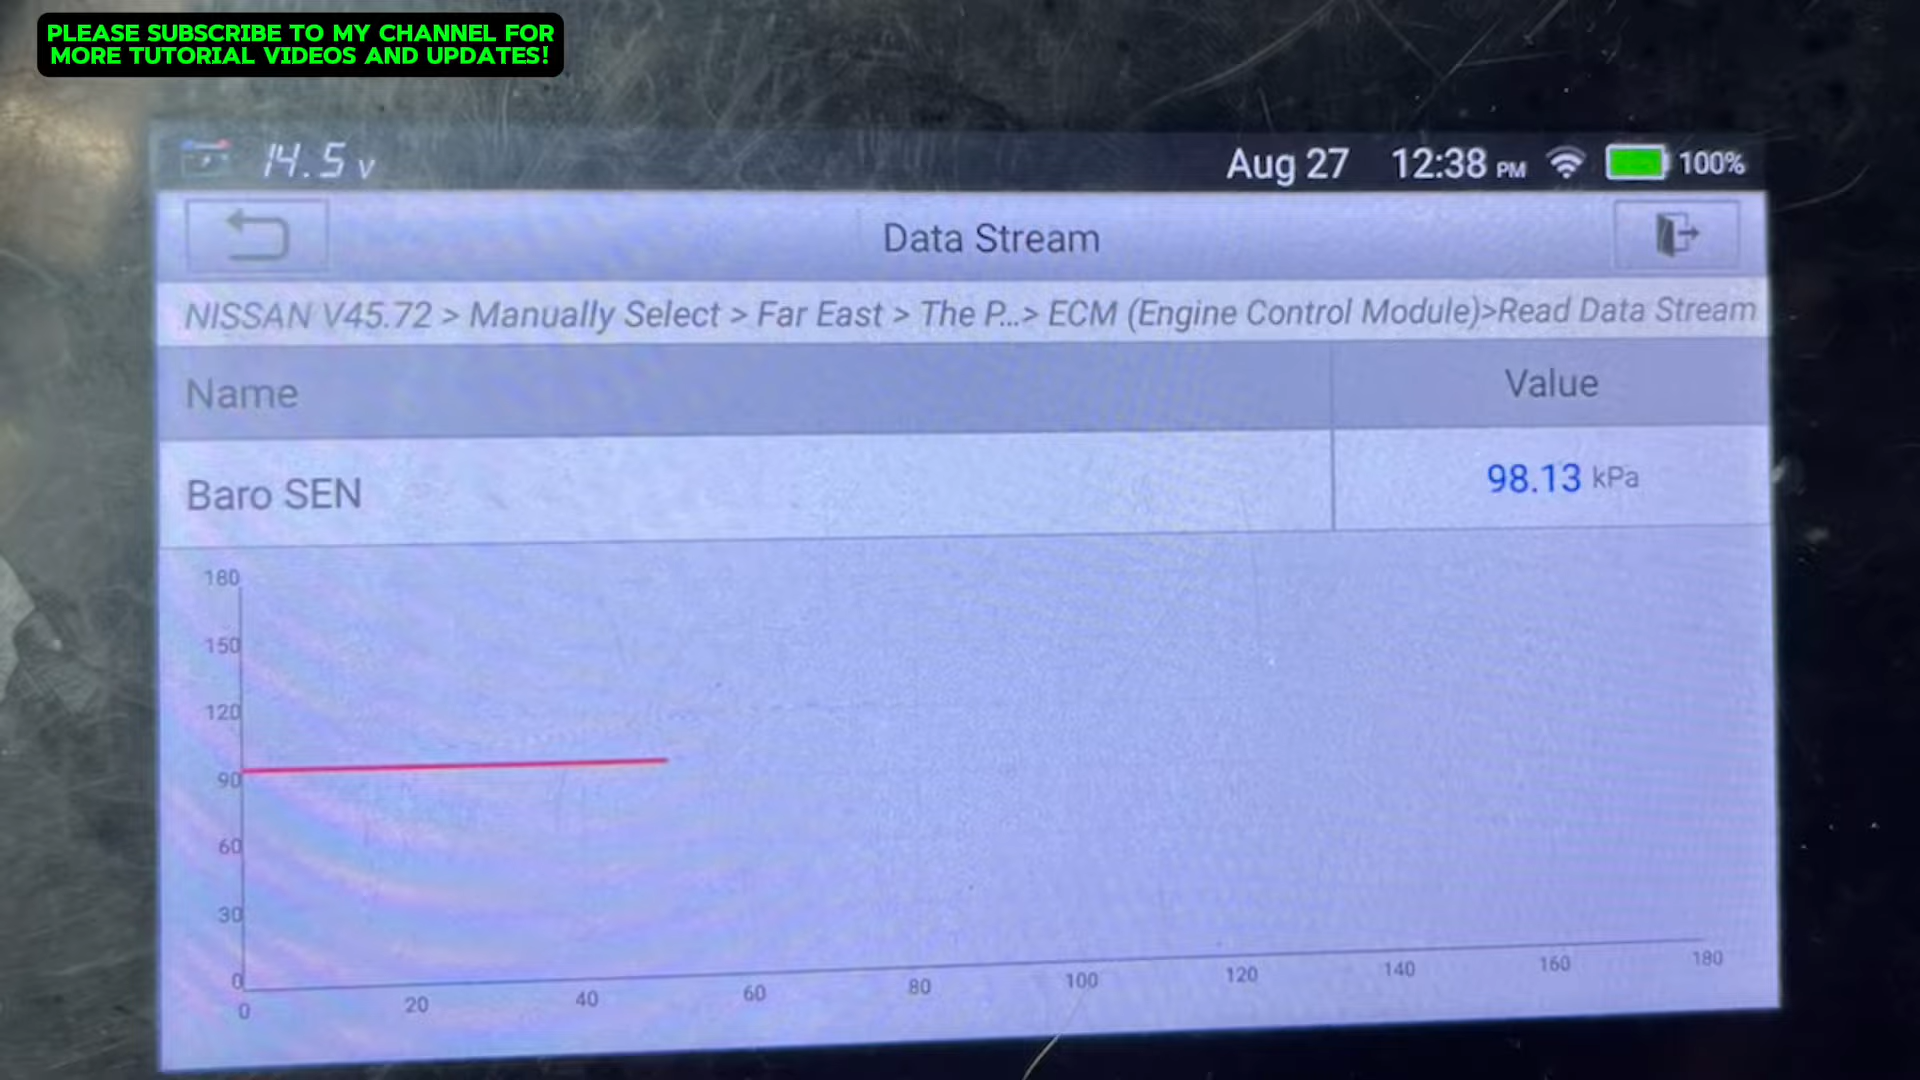 PLEASE SUBSCRIBE TO MY CHANNEL FOR
MORE TUTORIAL VIDEOS AND UPDATES!
14.5 v
Aug 27 12:38 PM 100%
Data Stream
NISSAN V45.72 > Manually Select > Far East > The P...> ECM (Engine Control Module)>Read Data Stream
Name Value
Baro SEN 98.13 kPa
180
150
120
90
60
30
0
0 20 40 60 80 100 120 140 160 180